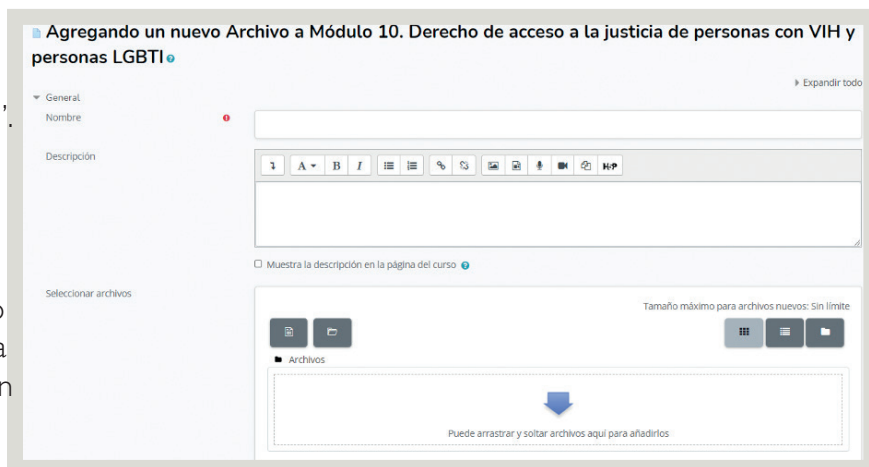 Agregando un nuevo Archivo a Módulo 10. Derecho de acceso a la justicia de personas con VIH y
personas LGBTI
Expandir todo
General
Nombre
”.
Descripción
A B I H-P
Muestra la descripción en la página del curso
Seleccionar archivos
Tamaño máximo para archivos nuevos: Sin límite
o
a
n
Archivos
Puede arrastrar y soltar archivos aquí para añadirlos